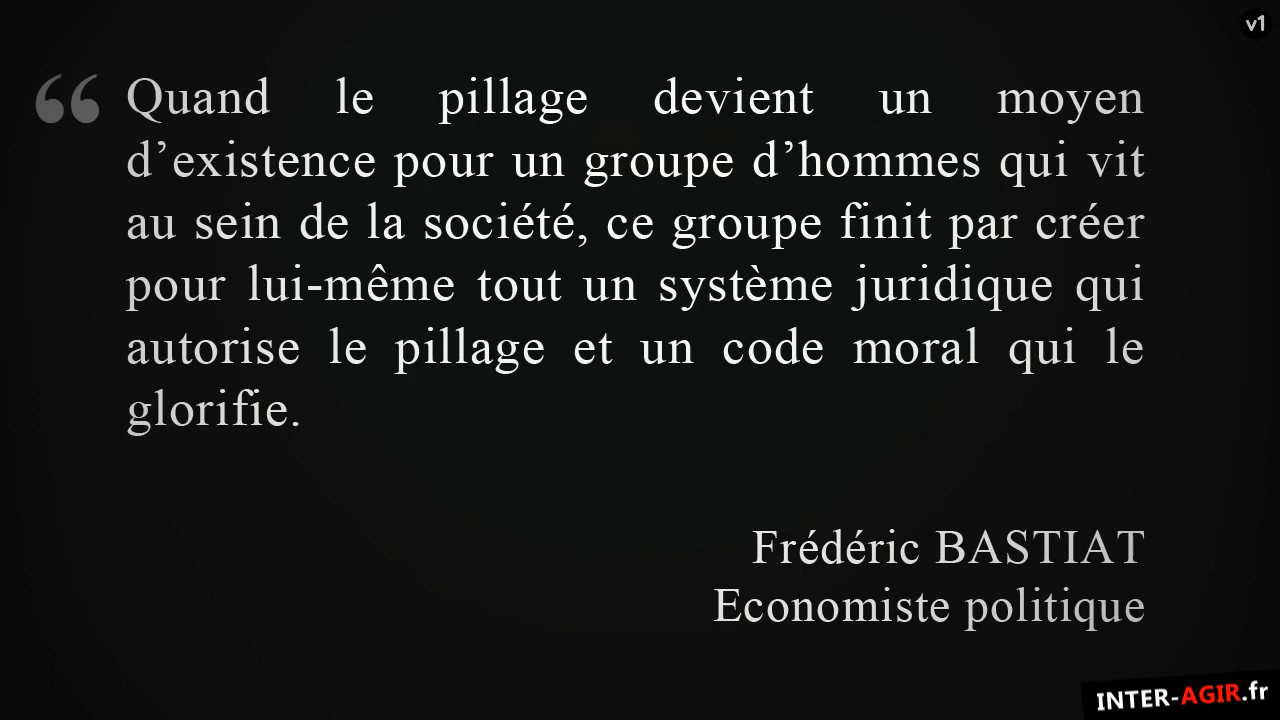 v1
“ Quand le pillage devient un moyen
d’existence pour un groupe d’hommes qui vit
au sein de la société, ce groupe finit par créer
pour lui-même tout un système juridique qui
autorise le pillage et un code moral qui le
glorifie.
Frédéric BASTIAT
Economiste politique
INTER-AGIR.fr